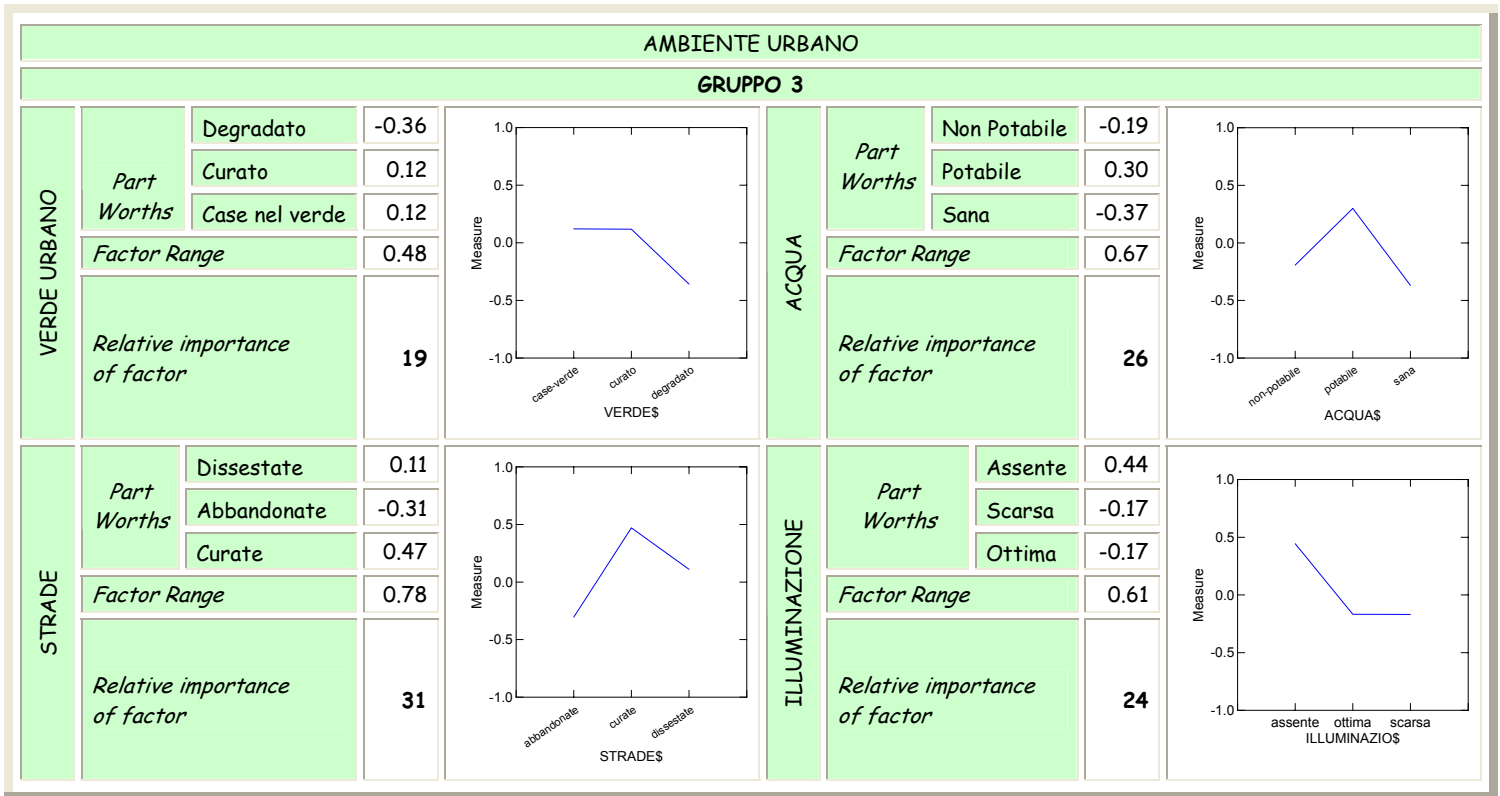 AMBIENTE URBANO
GRUPPO 3
VERDE URBANO
Part
Worths
Degradato -0.36
Curato 0.12
Case nel verde 0.12
Factor Range 0.48
Relative importance
of factor
19
1.0
0.5
0.0
-0.5
-1.0
Measure
case-verde
curato
degradato
VERDE$
ACQUA
Part
Worths
Non Potabile -0.19
Potabile 0.30
Sana -0.37
Factor Range 0.67
Relative importance
of factor
26
1.0
0.5
0.0
-0.5
-1.0
Measure
non-potabile
potabile
sana
ACQUA$
STRADE
Part
Worths
Dissestate 0.11
Abbandonate -0.31
Curate 0.47
Factor Range 0.78
Relative importance
of factor
31
1.0
0.5
0.0
-0.5
-1.0
Measure
abbandonate
curate
dissestate
STRADE$
ILLUMINAZIONE
Part
Worths
Assente 0.44
Scarsa -0.17
Ottima -0.17
Factor Range 0.61
Relative importance
of factor
24
1.0
0.5
0.0
-0.5
-1.0
Measure
assente ottima scarsa
ILLUMINAZIO$